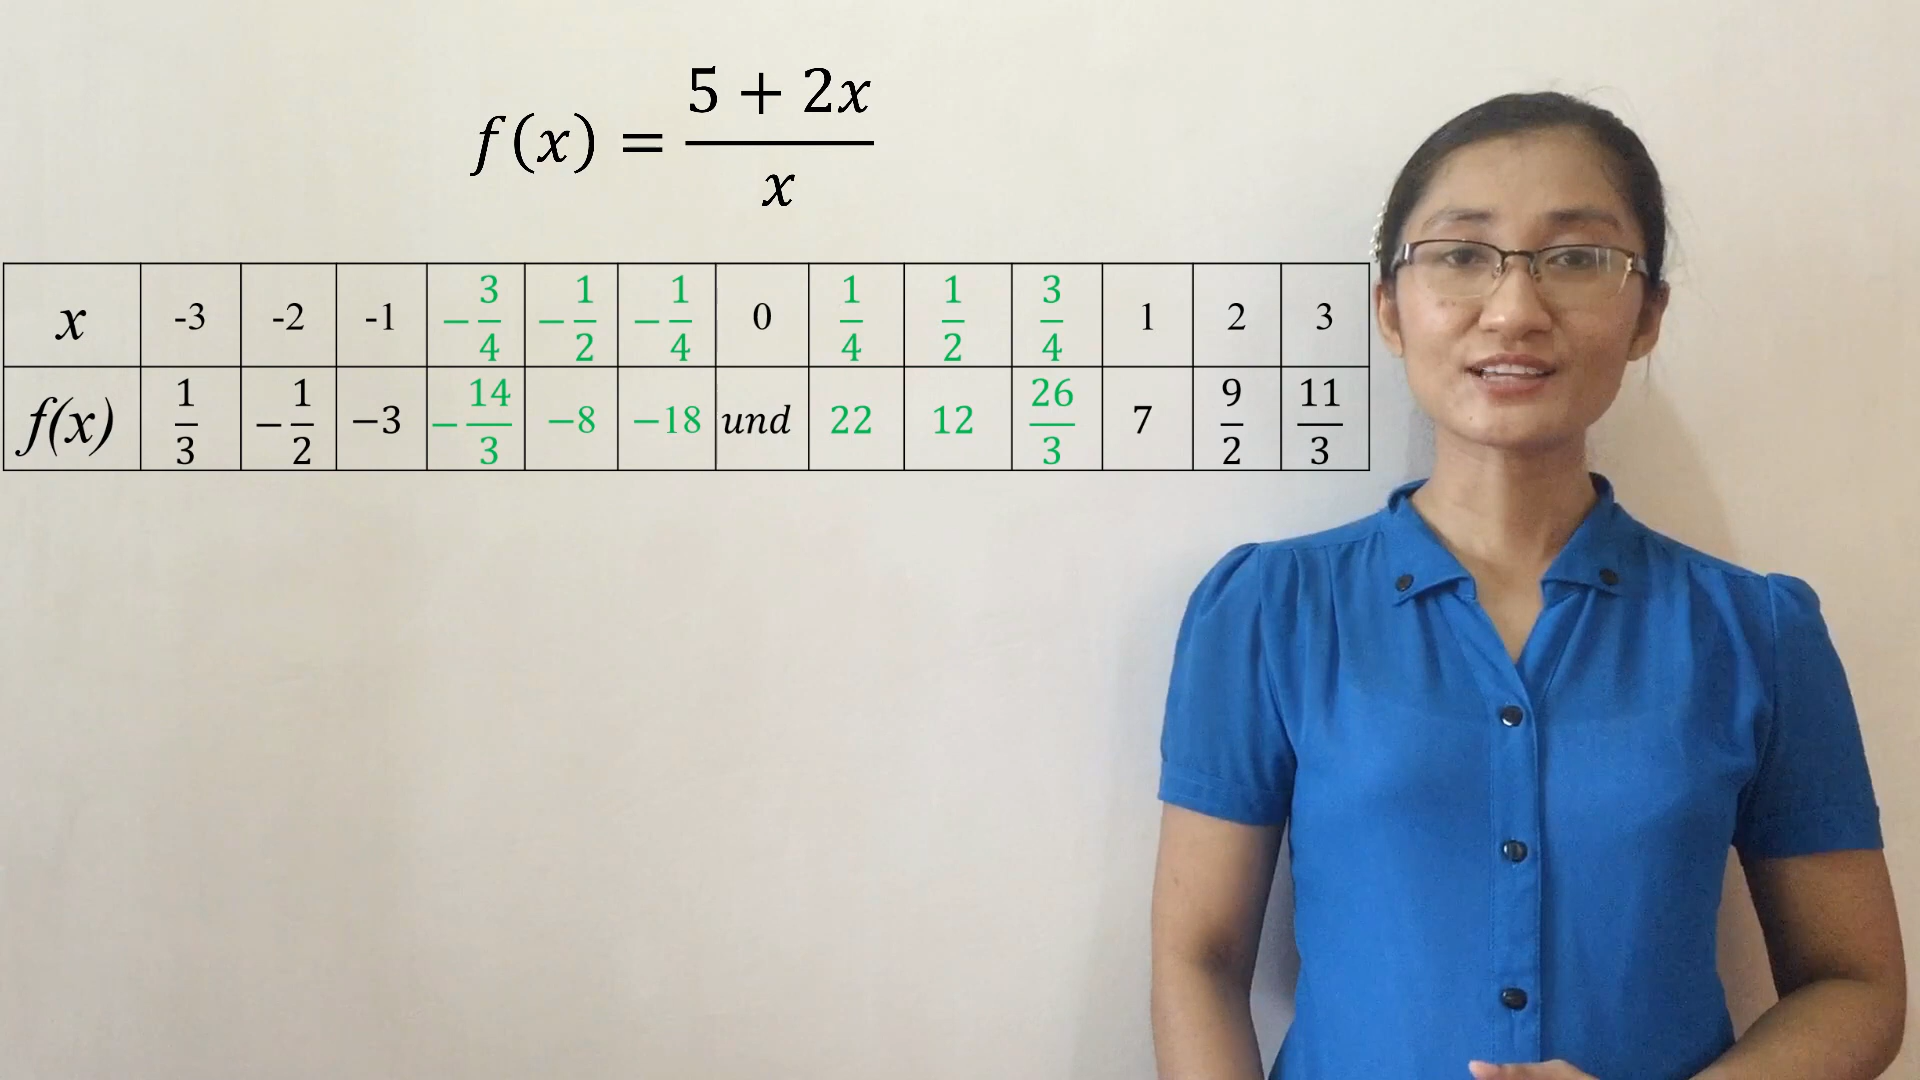 f(x) = (5 + 2x)/x
x -3 -2 -1 −3/4 −1/2 −1/4 0 1/4 1/2 3/4 1 2 3
f(x) 1/3 −1/2 −3 −14/3 −8 −18 und 22 12 26/3 7 9/2 11/3